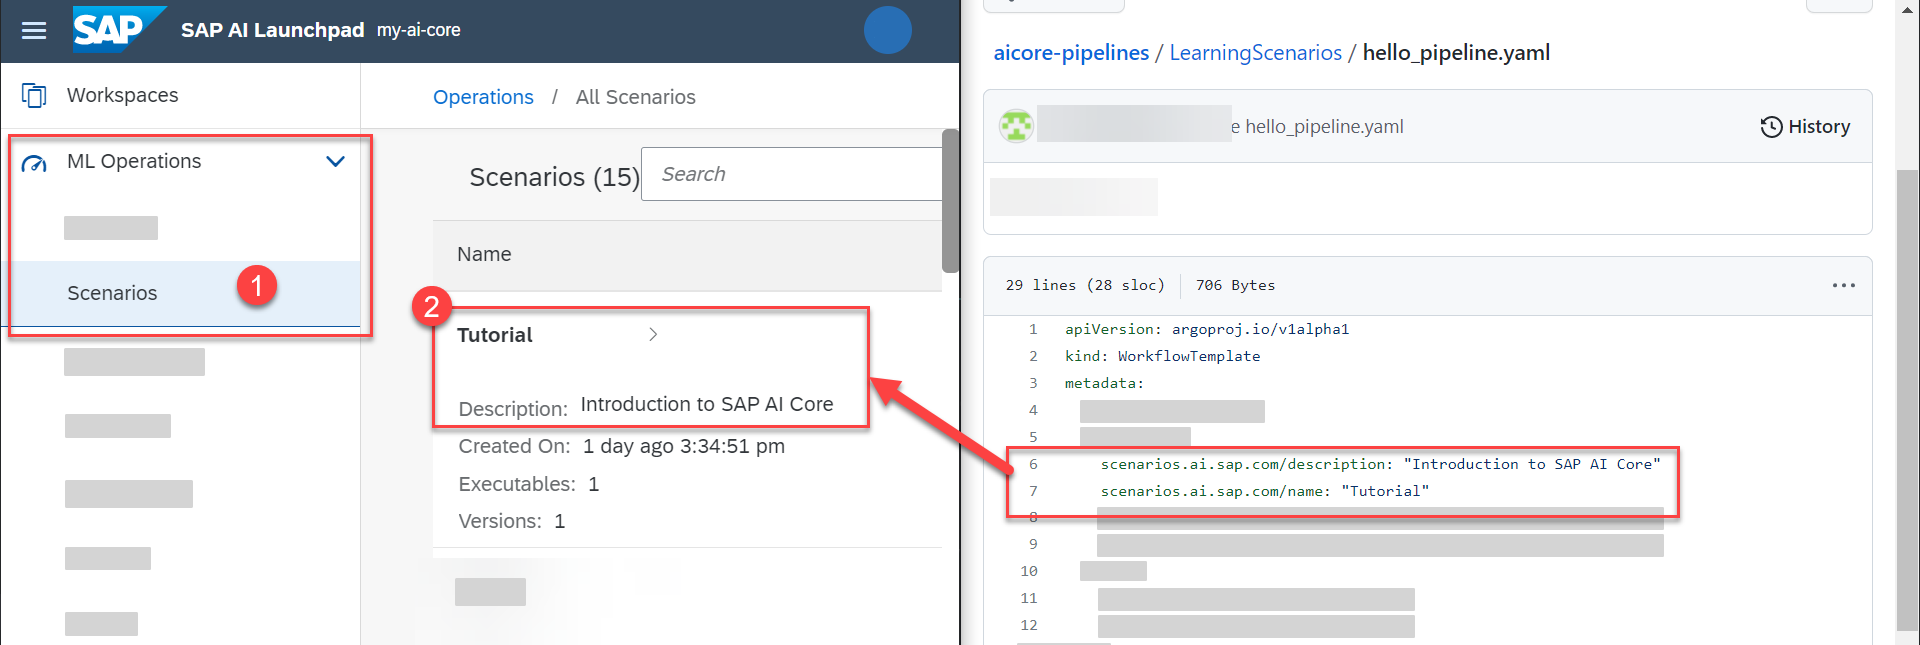 SAP SAP AI Launchpad my-ai-core
Workspaces
ML Operations
Scenarios
1
Operations / All Scenarios
Scenarios (15)
Search
Name
2
Tutorial
Description: Introduction to SAP AI Core
Created On: 1 day ago 3:34:51 pm
Executables: 1
Versions: 1
aicore-pipelines / LearningScenarios / hello_pipeline.yaml
e hello_pipeline.yaml
History
29 lines (28 sloc) 706 Bytes
1 apiVersion: argoproj.io/v1alpha1
2 kind: WorkflowTemplate
3 metadata:
4
5
6 scenarios.ai.sap.com/description: "Introduction to SAP AI Core"
7 scenarios.ai.sap.com/name: "Tutorial"
8
9
10
11
12